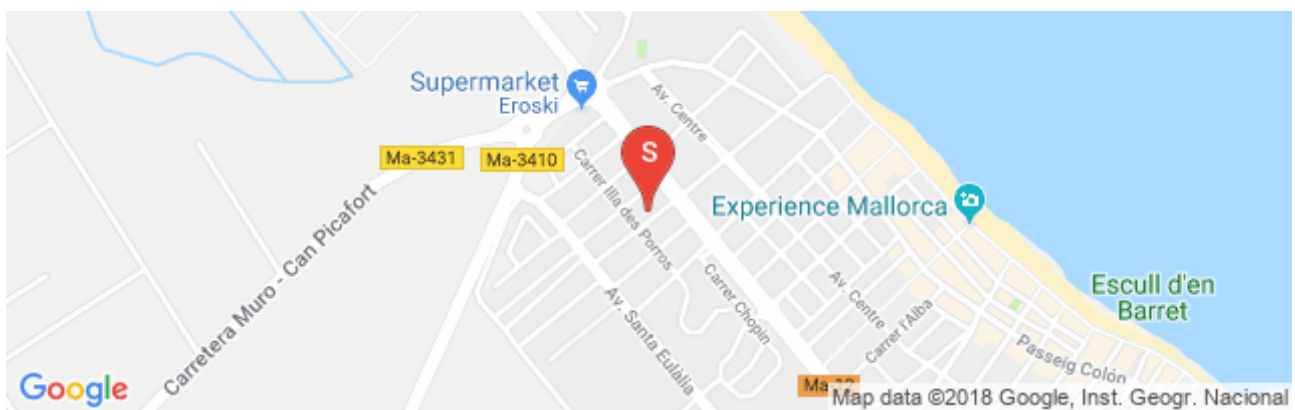 Supermarket
Eroski
Av. Centre
Ma-3431
Ma-3410
S
Carrer Illa des Porros
Experience Mallorca
Carretera Muro - Can Picafort
Carrer Chopin
Av. Centre
Carrer l'Alba
Escull d'en
Barret
Av. Santa Eulàlia
Passeig Colón
Google
Map data ©2018 Google, Inst. Geogr. Nacional